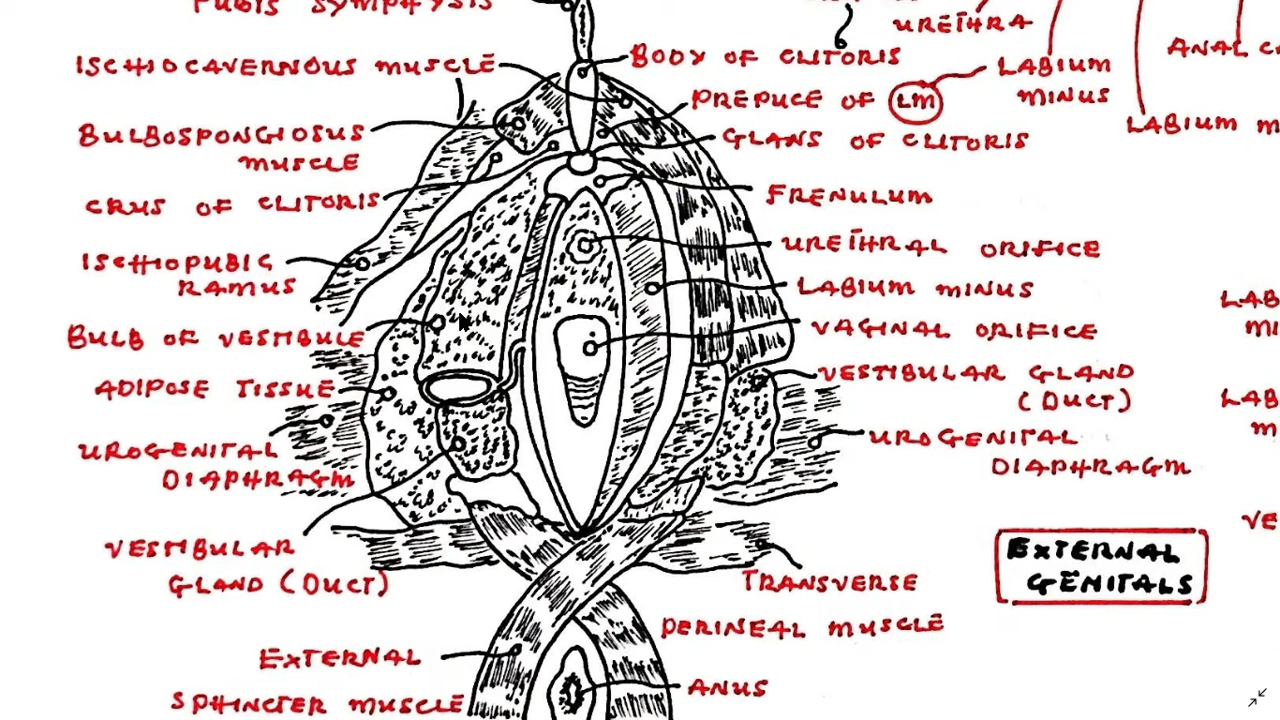 PUBIS SYMPHYSIS
URETHRA
ANAL C
ISCHIOCAVERNOUS MUSCLE
BODY OF CLITORIS
LABIUM
MINUS
PREPUCE OF LM
LABIUM M
BULBOSPONGIOSUS
MUSCLE
GLANS OF CLITORIS
CRUS OF CLITORIS
FRENULUM
ISCHIOPUBIC
RAMUS
URETHRAL ORIFICE
LABIUM MINUS
LAB
MI
BULB OF VESTIBULE
VAGINAL ORIFICE
ADIPOSE TISSUE
VESTIBULAR GLAND
(DUCT)
LAB
M
UROGENITAL
DIAPHRAGM
UROGENITAL
DIAPHRAGM
VE
VESTIBULAR
GLAND (DUCT)
EXTERNAL
GENITALS
TRANSVERSE
PERINEAL MUSCLE
EXTERNAL
SPHINCTER MUSCLE
ANUS